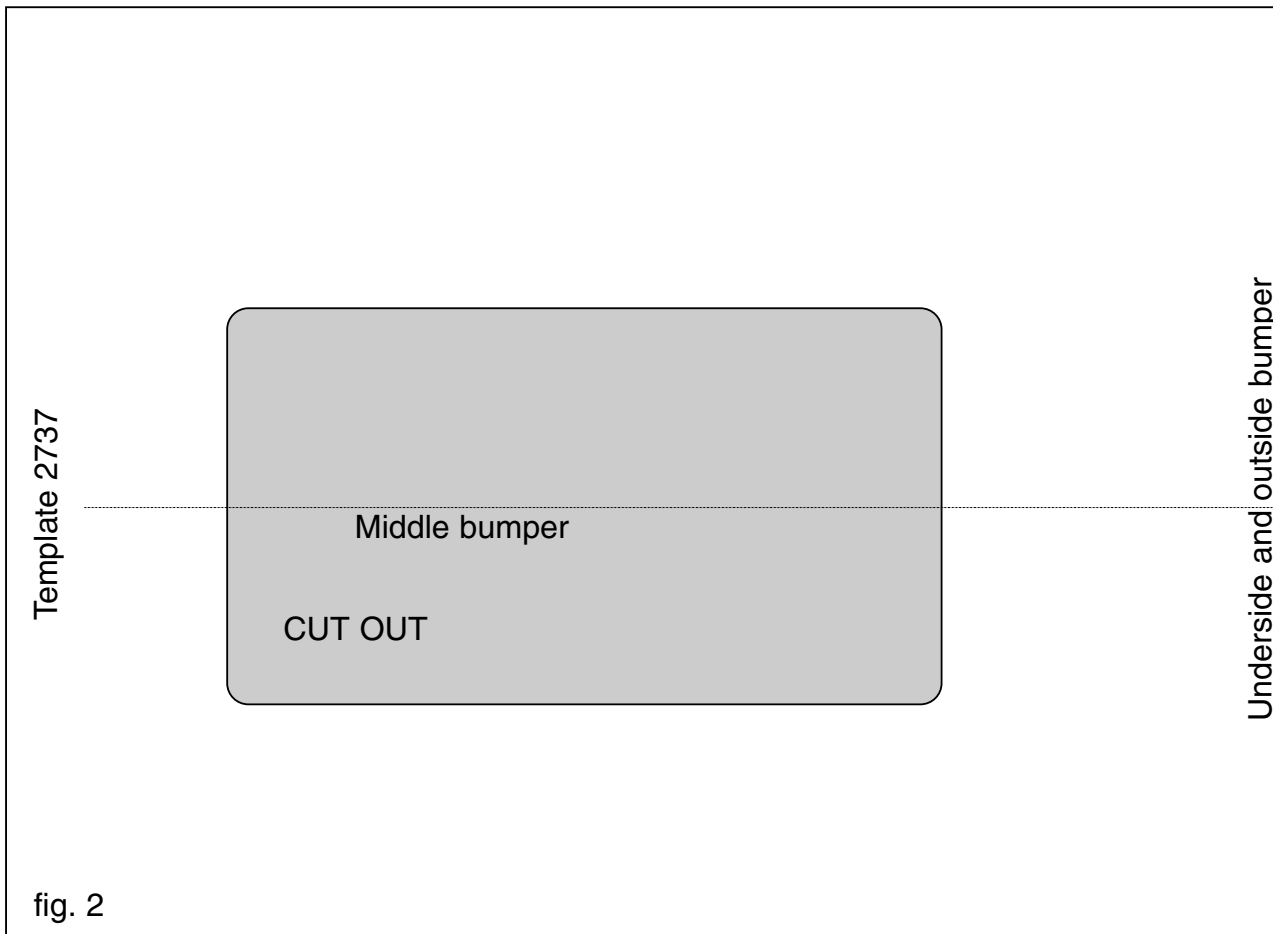 Template 2737
Middle bumper
CUT OUT
Underside and outside bumper
fig. 2